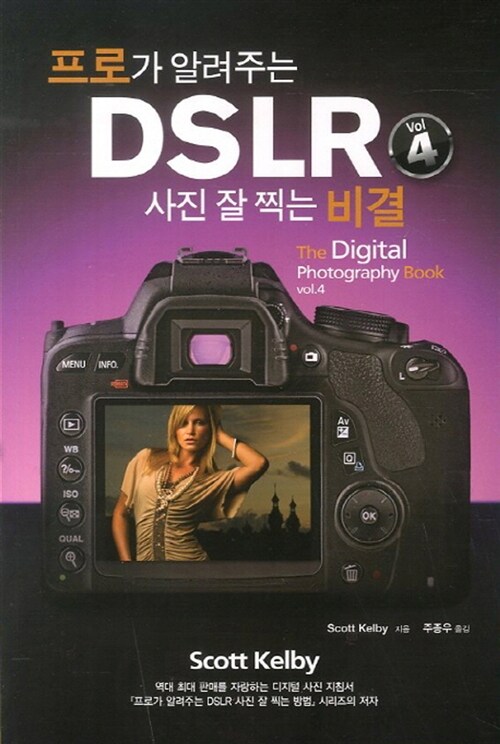 프로가 알려주는
DSLR
Vol
4
사진 잘 찍는 비결
The Digital
Photography Book
vol.4
MENU
INFO.
WB
ISO
QUAL
Av
L
OK
Scott Kelby 지음 주종우 옮김
Scott Kelby
역대 최대 판매를 자랑하는 디지털 사진 지침서
『프로가 알려주는 DSLR 사진 잘 찍는 방법』 시리즈의 저자